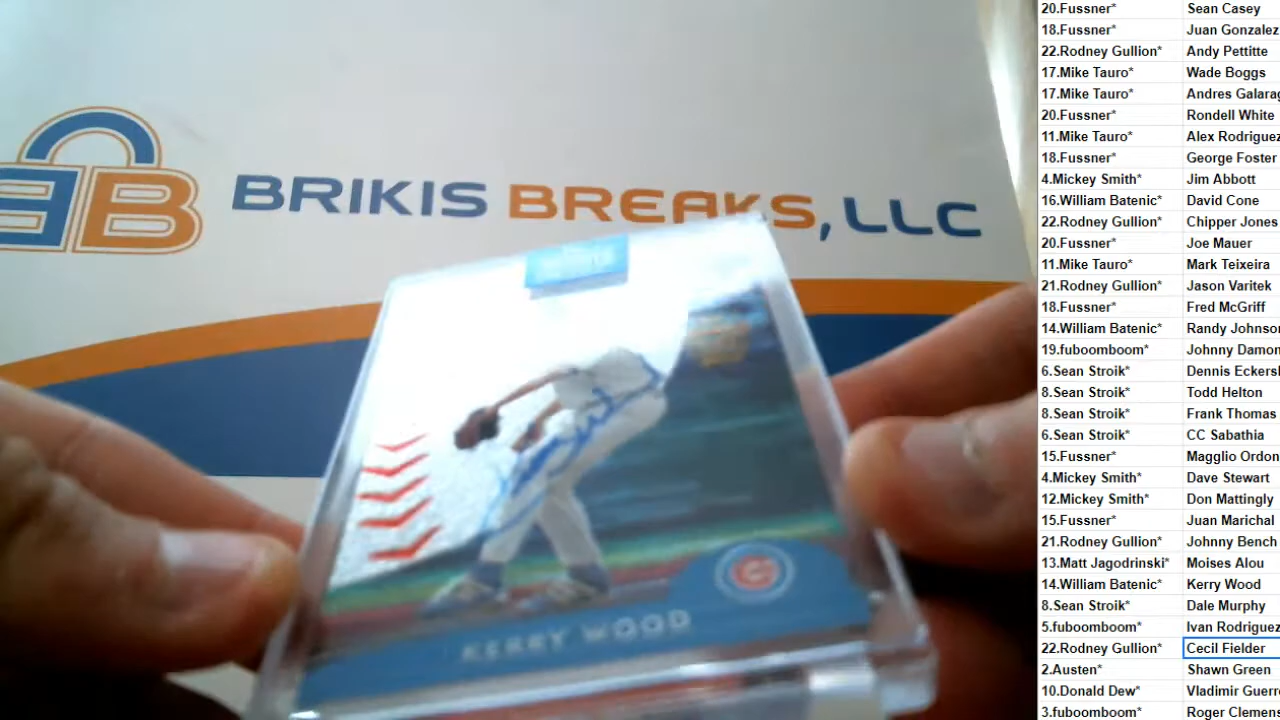 BRIKIS BREAKS, LLC
BB
KERRY WOOD
C
20.Fussner* Sean Casey
18.Fussner* Juan Gonzalez
22.Rodney Gullion* Andy Pettitte
17.Mike Tauro* Wade Boggs
17.Mike Tauro* Andres Galarag
20.Fussner* Rondell White
11.Mike Tauro* Alex Rodriguez
18.Fussner* George Foster
4.Mickey Smith* Jim Abbott
16.William Batenic* David Cone
22.Rodney Gullion* Chipper Jones
20.Fussner* Joe Mauer
11.Mike Tauro* Mark Teixeira
21.Rodney Gullion* Jason Varitek
18.Fussner* Fred McGriff
14.William Batenic* Randy Johnso
19.fuboomboom* Johnny Damon
6.Sean Stroik* Dennis Eckersl
8.Sean Stroik* Todd Helton
8.Sean Stroik* Frank Thomas
6.Sean Stroik* CC Sabathia
15.Fussner* Magglio Ordon
4.Mickey Smith* Dave Stewart
12.Mickey Smith* Don Mattingly
15.Fussner* Juan Marichal
21.Rodney Gullion* Johnny Bench
13.Matt Jagodrinski* Moises Alou
14.William Batenic* Kerry Wood
8.Sean Stroik* Dale Murphy
5.fuboomboom* Ivan Rodriguez
22.Rodney Gullion* Cecil Fielder
2.Austen* Shawn Green
10.Donald Dew* Vladimir Guerre
3.fuboomboom* Roger Clemens